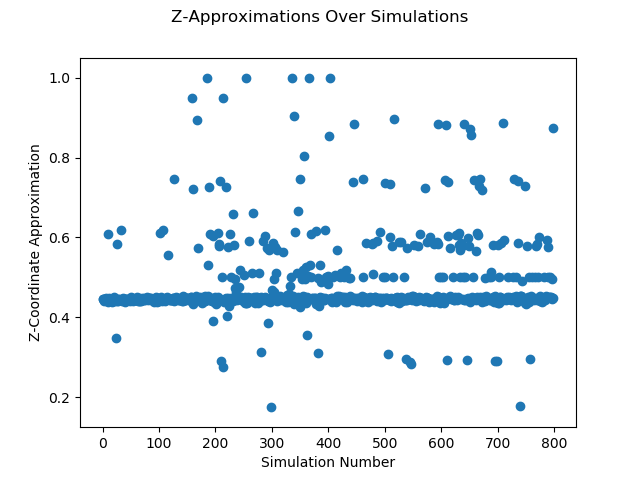 Z-Approximations Over Simulations
1.0
0.8
0.6
0.4
0.2
Z-Coordinate Approximation
0 100 200 300 400 500 600 700 800
Simulation Number